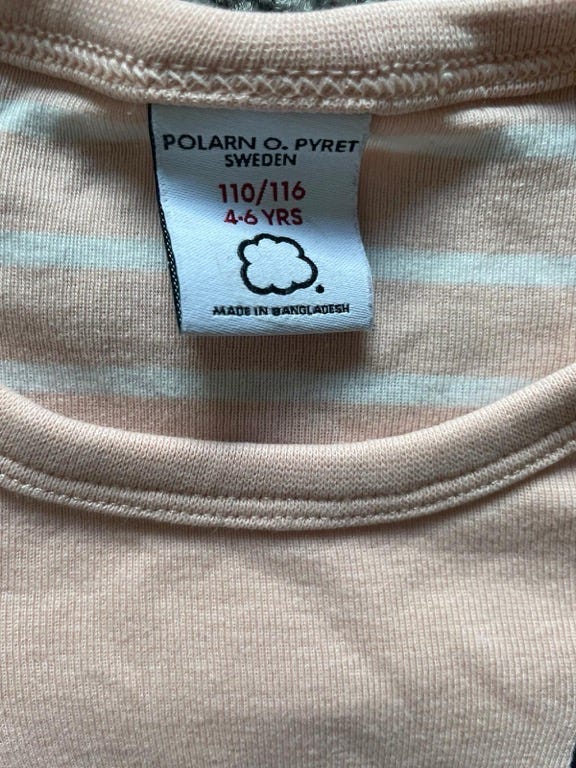 POLARN O. PYRET
SWEDEN
110/116
4-6 YRS
MADE IN BANGLADESH